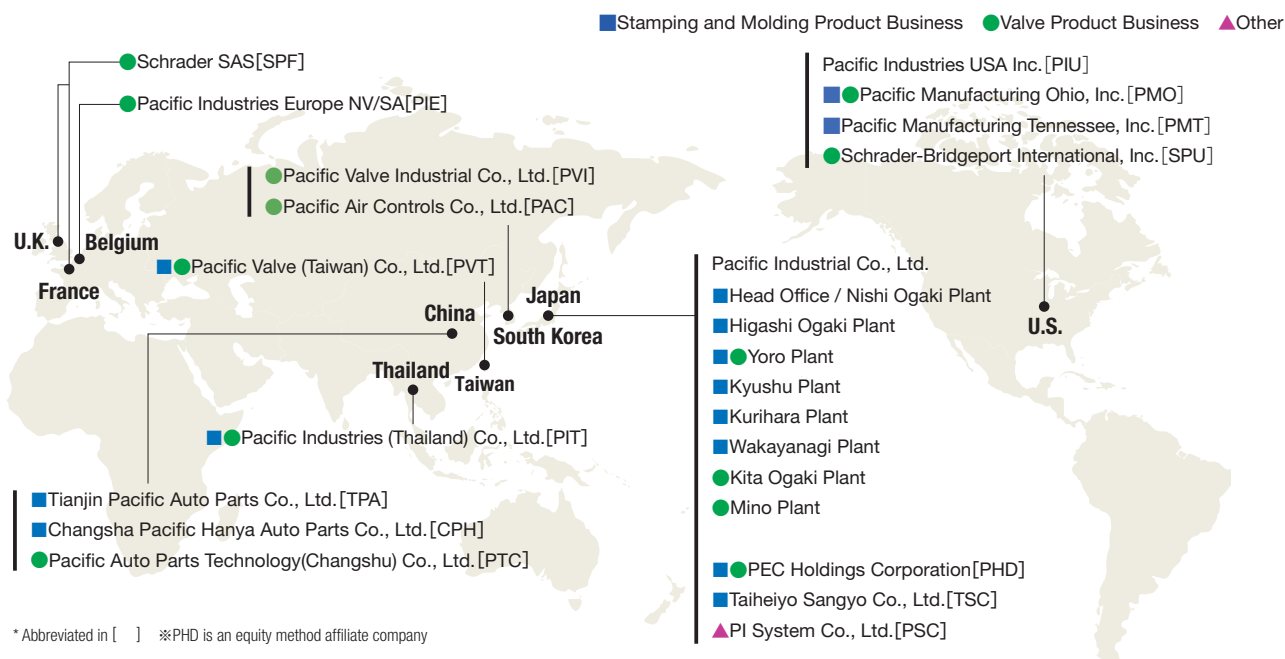 ■Stamping and Molding Product Business ●Valve Product Business ▲Other
●Schrader SAS[SPF]
●Pacific Industries Europe NV/SA[PIE]
Pacific Industries USA Inc.[PIU]
■●Pacific Manufacturing Ohio, Inc.[PMO]
■Pacific Manufacturing Tennessee, Inc.[PMT]
●Schrader-Bridgeport International, Inc.[SPU]
●Pacific Valve Industrial Co., Ltd.[PVI]
●Pacific Air Controls Co., Ltd.[PAC]
U.K.
Belgium
France
■●Pacific Valve (Taiwan) Co., Ltd.[PVT]
China
Japan
South Korea
Thailand
Taiwan
U.S.
■●Pacific Industries (Thailand) Co., Ltd.[PIT]
■Tianjin Pacific Auto Parts Co., Ltd.[TPA]
■Changsha Pacific Hanya Auto Parts Co., Ltd.[CPH]
●Pacific Auto Parts Technology(Changshu) Co., Ltd.[PTC]
Pacific Industrial Co., Ltd.
■Head Office / Nishi Ogaki Plant
■Higashi Ogaki Plant
■●Yoro Plant
■Kyushu Plant
■Kurihara Plant
■Wakayanagi Plant
●Kita Ogaki Plant
●Mino Plant
■●PEC Holdings Corporation[PHD]
■Taiheiyo Sangyo Co., Ltd.[TSC]
▲PI System Co., Ltd.[PSC]
* Abbreviated in [ ] ※PHD is an equity method affiliate company